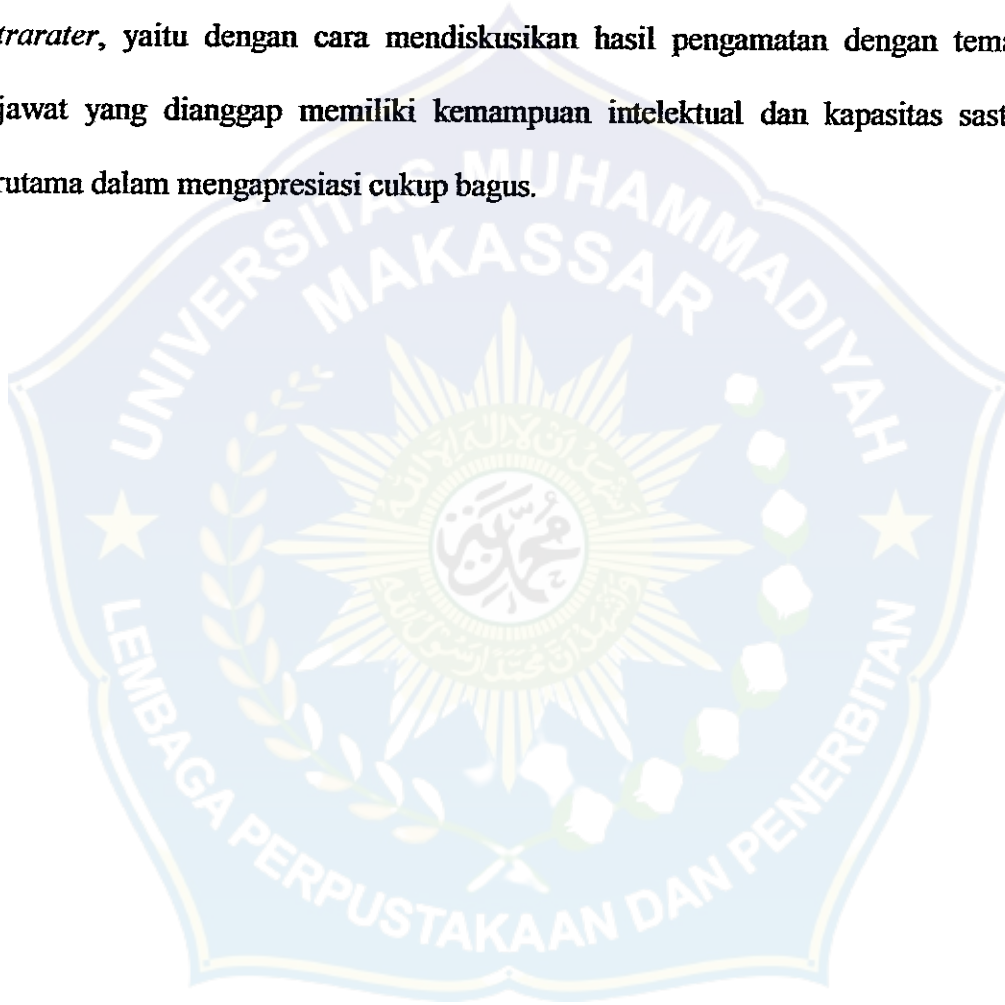 trarater, yaitu dengan cara mendiskusikan hasil pengamatan dengan tema
jawat yang dianggap memiliki kemampuan intelektual dan kapasitas sast
rutama dalam mengapresiasi cukup bagus.
UNIVERSITAS MUHAMMADIYAH
MAKASSAR
LEMBAGA PERPUSTAKAAN DAN PENERBITAN